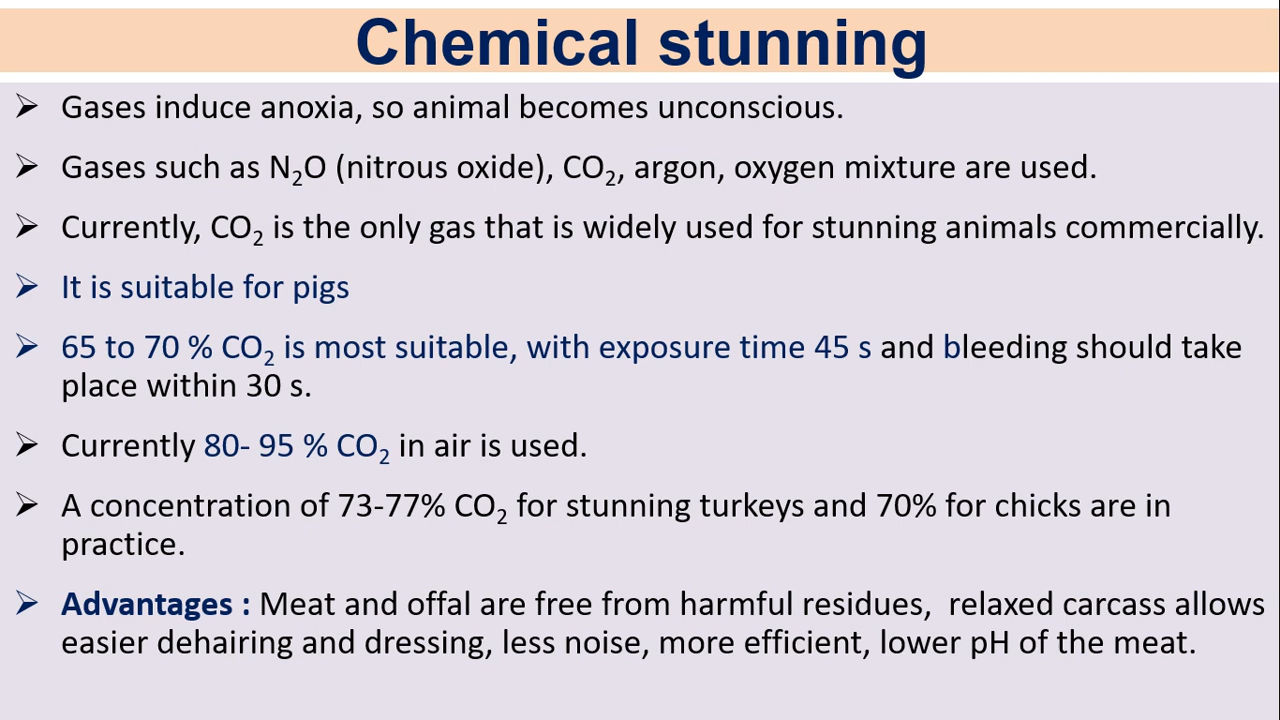 Chemical stunning
➢ Gases induce anoxia, so animal becomes unconscious.
➢ Gases such as N₂O (nitrous oxide), CO₂, argon, oxygen mixture are used.
➢ Currently, CO₂ is the only gas that is widely used for stunning animals commercially.
➢ It is suitable for pigs
➢ 65 to 70 % CO₂ is most suitable, with exposure time 45 s and bleeding should take
place within 30 s.
➢ Currently 80- 95 % CO₂ in air is used.
➢ A concentration of 73-77% CO₂ for stunning turkeys and 70% for chicks are in
practice.
➢ Advantages : Meat and offal are free from harmful residues,  relaxed carcass allows
easier dehairing and dressing, less noise, more efficient, lower pH of the meat.